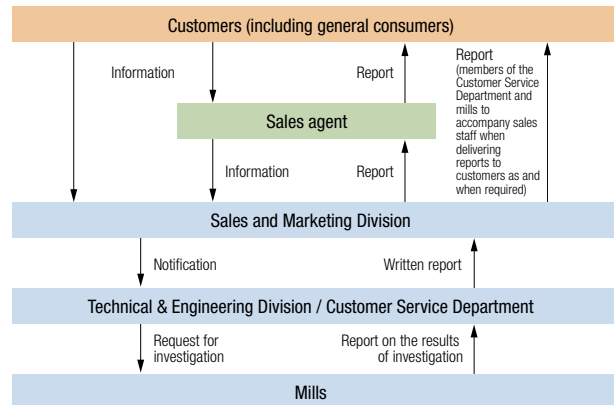 Customers (including general consumers)
Information
Report
Report
(members of the
Customer Service
Department and
mills to
accompany sales
staff when
delivering
reports to
customers as and
when required)
Sales agent
Information
Report
Sales and Marketing Division
Notification
Written report
Technical & Engineering Division / Customer Service Department
Request for
investigation
Report on the results
of investigation
Mills